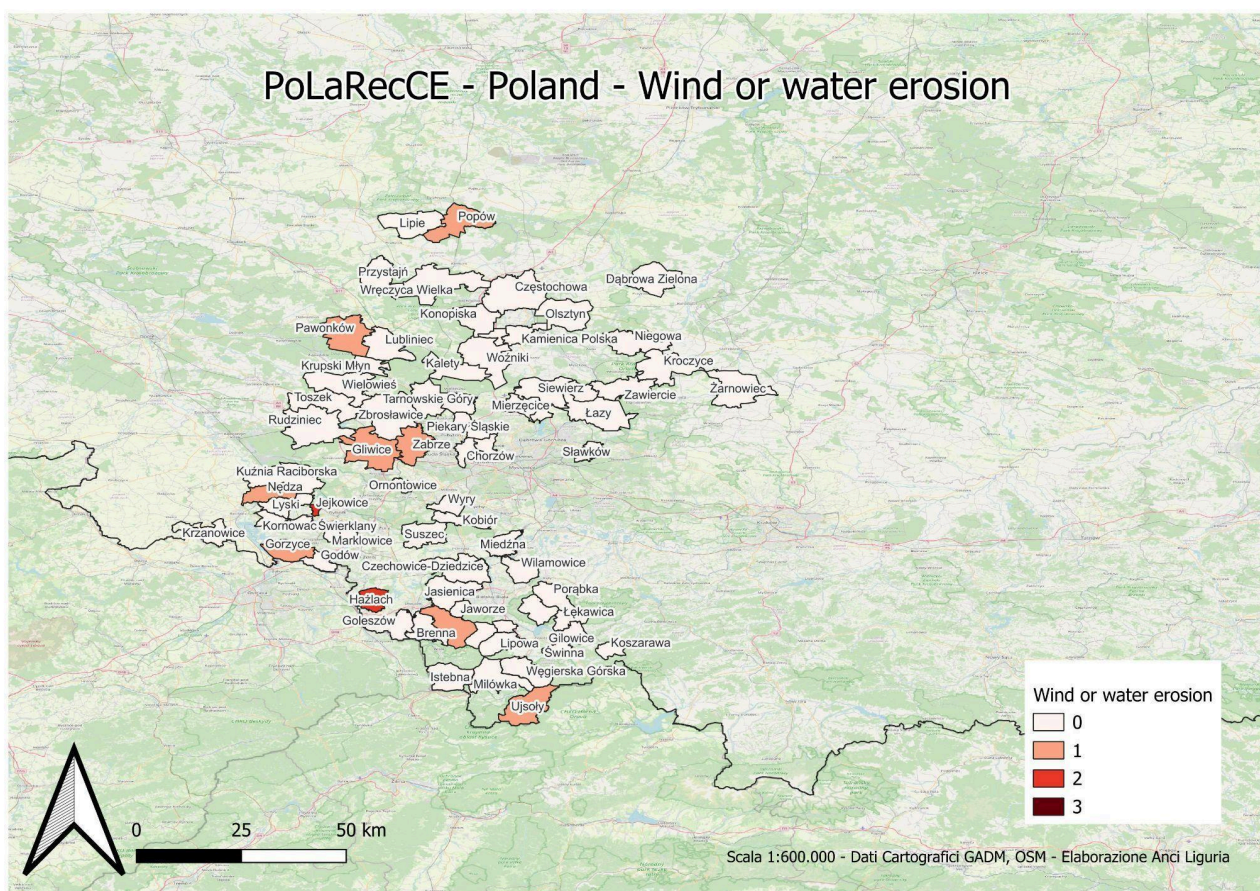 PoLaRecCE - Poland - Wind or water erosion
Lipie
Popów
Przystajń
Wręczyca Wielka
Częstochowa
Dąbrowa Zielona
Konopiska
Olsztyn
Pawonków
Lubliniec
Kamienica Polska
Niegowa
Woźniki
Kroczyce
Krupski Młyn
Kalety
Wielowieś
Siewierz
Zawiercie
Żarnowiec
Toszek
Tarnowskie Góry
Mierzęcice
Łazy
Rudziniec
Zbrosławice
Piekary Śląskie
Gliwice
Zabrze
Chorzów
Sławków
Kuźnia Raciborska
Nędza
Ornontowice
Lyski
Jejkowice
Wyry
Kobiór
Krzanowice
Kornowac
Świerklany
Suszec
Gorzyce
Marklowice
Miedźna
Godów
Czechowice-Dziedzice
Wilamowice
Hażlach
Jasienica
Porąbka
Jaworze
Łękawica
Goleszów
Brenna
Lipowa
Gilowice
Świnna
Koszarawa
Istebna
Milówka
Węgierska Górska
Ujsoły
Wind or water erosion
0
1
2
3
0 25 50 km
Scala 1:600.000 - Dati Cartografici GADM, OSM - Elaborazione Anci Liguria